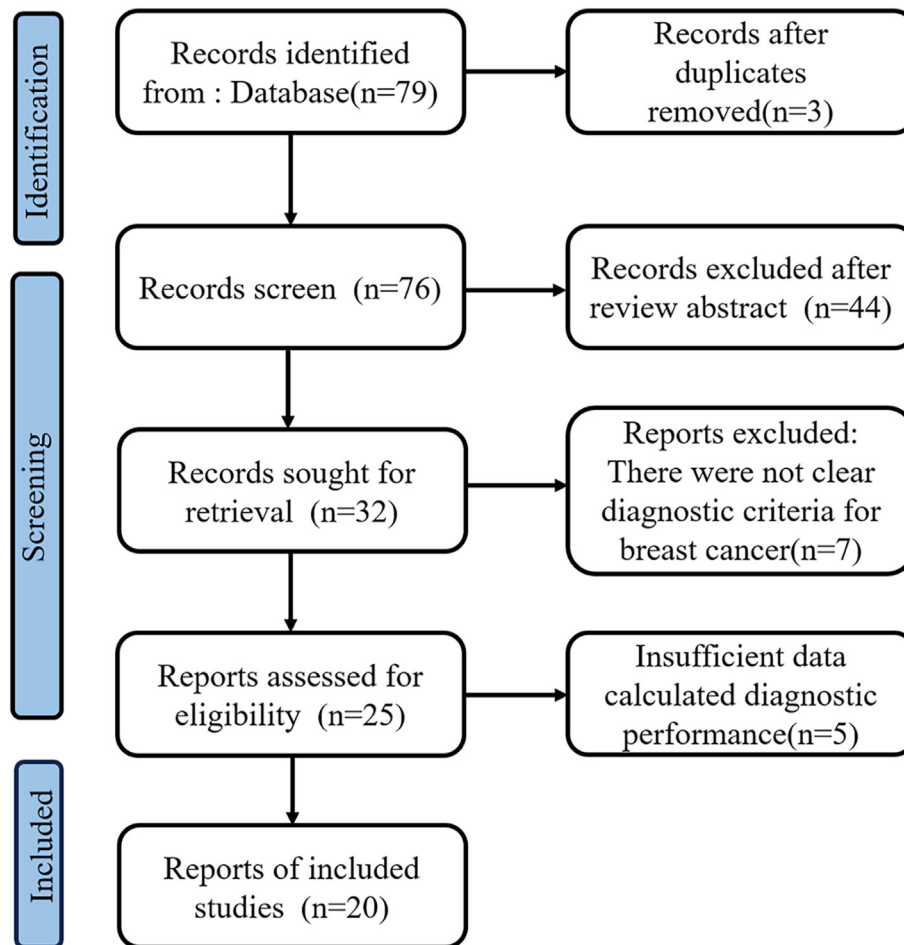 Identification
Records identified
from : Database(n=79)
Records after
duplicates
removed(n=3)
Screening
Records screen (n=76)
Records excluded after
review abstract (n=44)
Records sought for
retrieval (n=32)
Reports excluded:
There were not clear
diagnostic criteria for
breast cancer(n=7)
Reports assessed for
eligibility (n=25)
Insufficient data
calculated diagnostic
performance(n=5)
Included
Reports of included
studies (n=20)